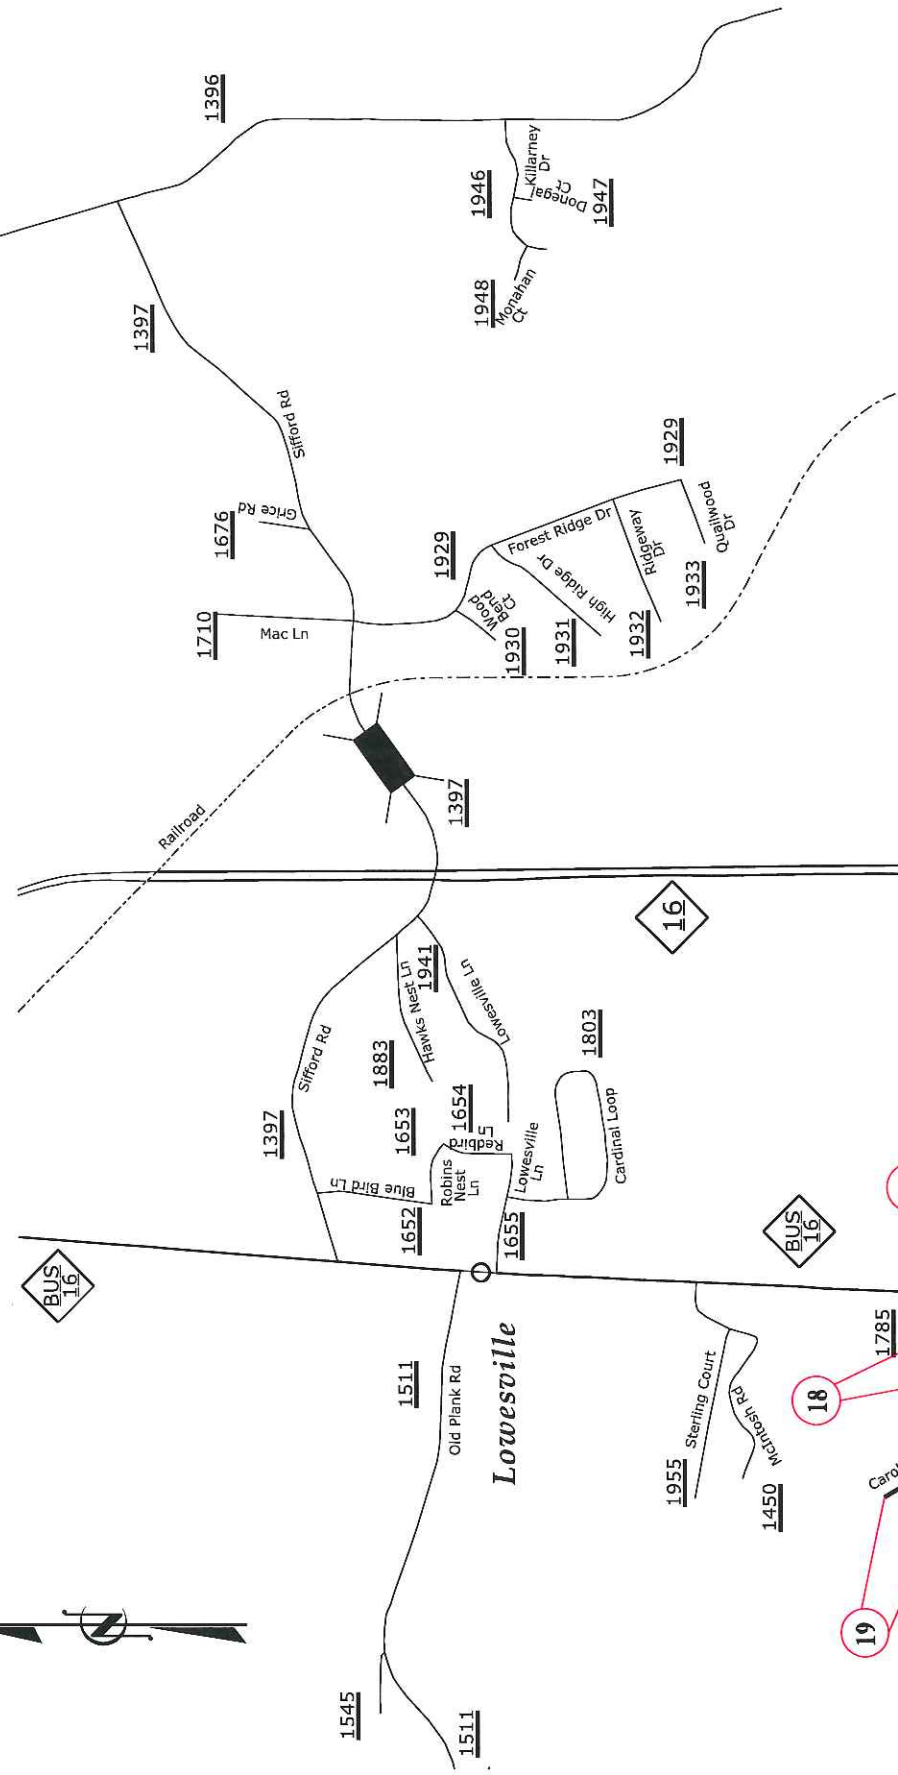 1396
1397
Sifford Rd
1676
Grice Rd
1710
Mac Ln
Railroad
1946
Killarney
Dr
Donegal
Ct
1947
1948
Monahan
Ct
1929
1929
Forest Ridge Dr
Wood
Bend
Ct
1930
High Ridge Dr
1931
Ridgeway
Dr
1932
Quailwood
Dr
1933
1397
16
1941
Lowesville Ln
Hawks Nest Ln
1883
Sifford Rd
1397
1653
1654
Redbird
Ln
Robins
Nest
Ln
Blue Bird Ln
1652
Lowesville
Ln
1655
1803
Cardinal Loop
BUS
16
BUS
16
1511
Old Plank Rd
Lowesville
1955
Sterling Court
McIntosh Rd
1450
1785
18
19
Carol
N
1545
1511